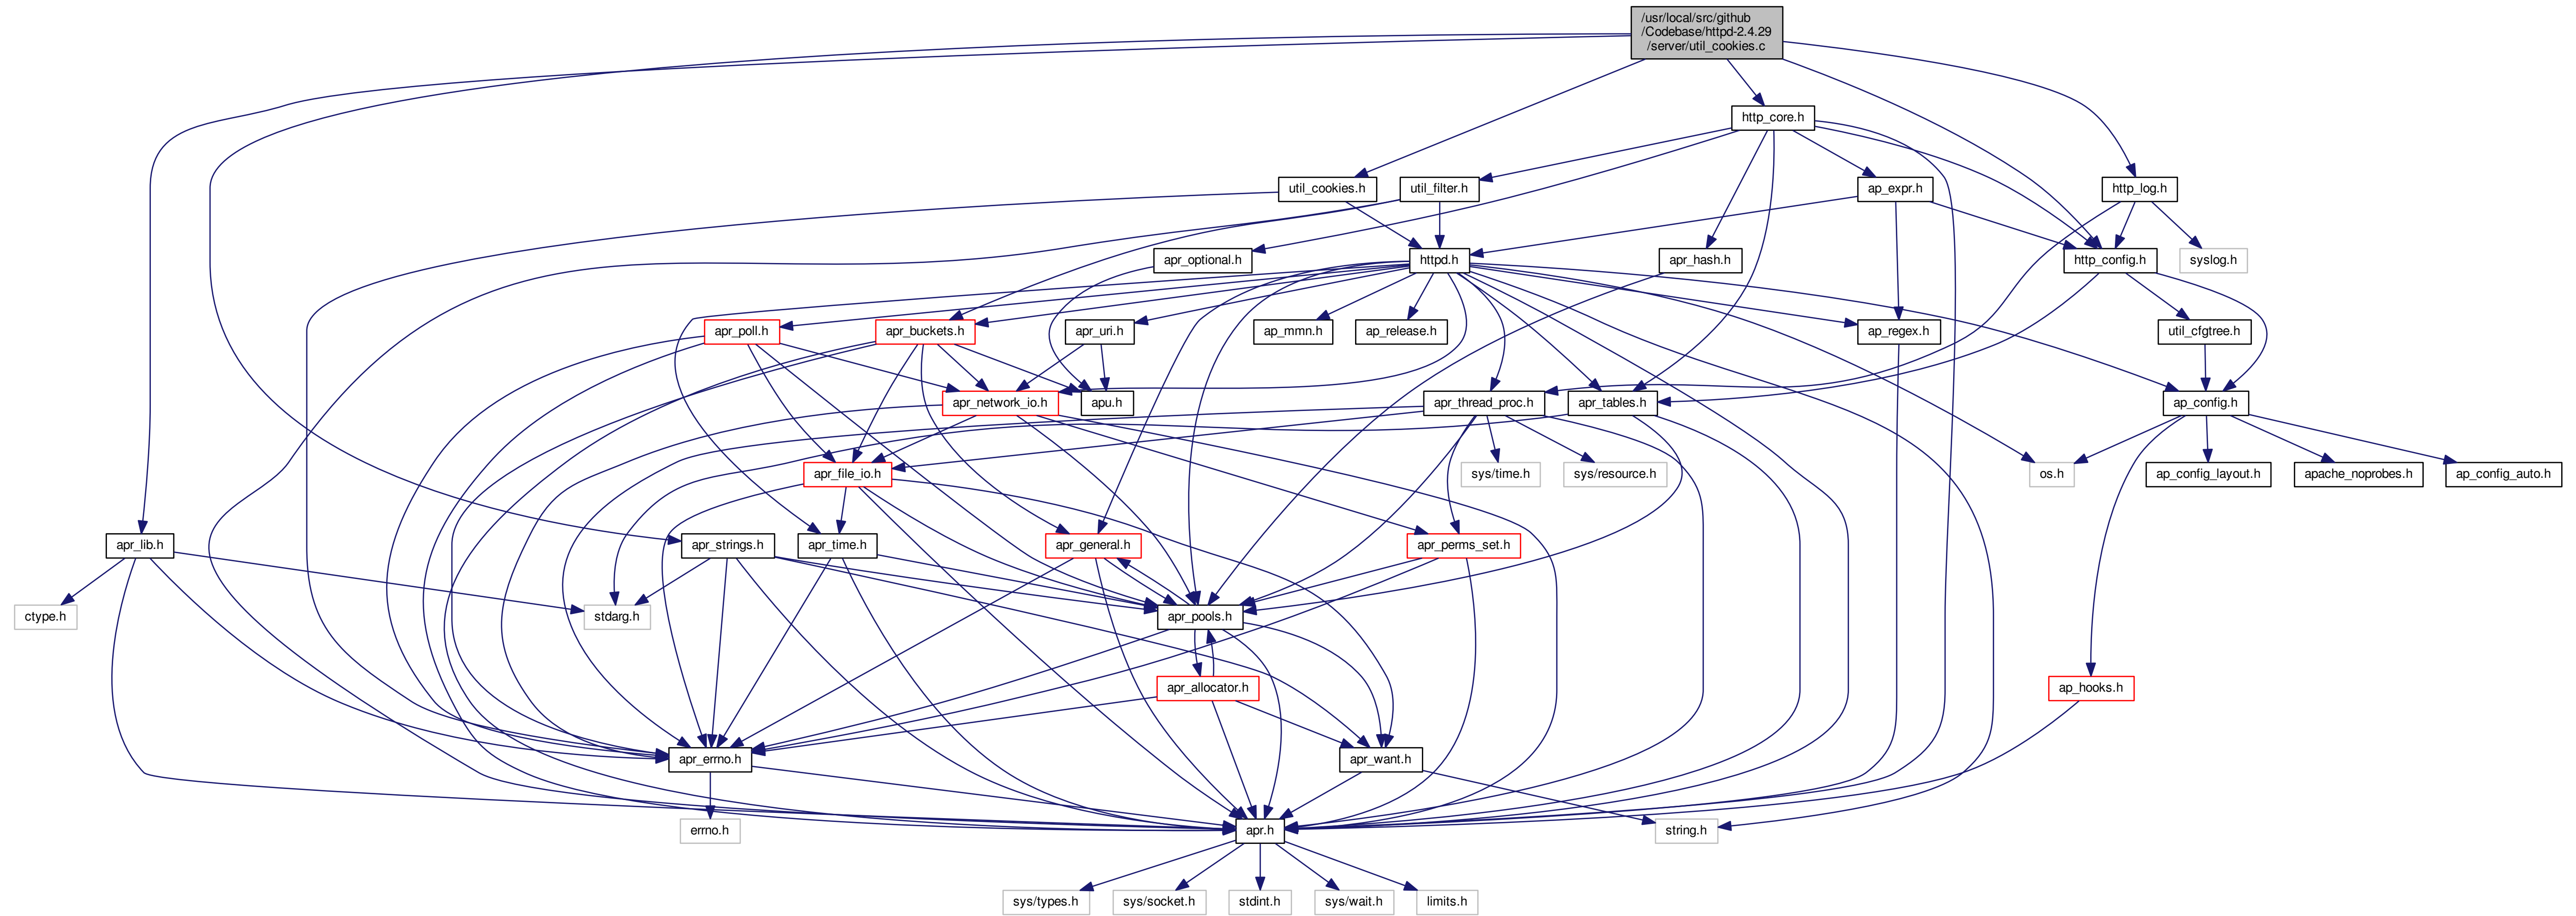 /usr/local/src/github
/Codebase/httpd-2.4.29
/server/util_cookies.c
http_core.h
util_cookies.h
util_filter.h
ap_expr.h
http_log.h
apr_optional.h
httpd.h
apr_hash.h
http_config.h
syslog.h
apr_poll.h
apr_buckets.h
apr_uri.h
ap_mmn.h
ap_release.h
ap_regex.h
util_cfgtree.h
apr_network_io.h
apu.h
apr_thread_proc.h
apr_tables.h
ap_config.h
apr_file_io.h
sys/time.h
sys/resource.h
os.h
ap_config_layout.h
apache_noprobes.h
ap_config_auto.h
apr_lib.h
apr_strings.h
apr_time.h
apr_general.h
apr_perms_set.h
ctype.h
stdarg.h
apr_pools.h
apr_allocator.h
ap_hooks.h
apr_errno.h
apr_want.h
errno.h
apr.h
string.h
sys/types.h
sys/socket.h
stdint.h
sys/wait.h
limits.h